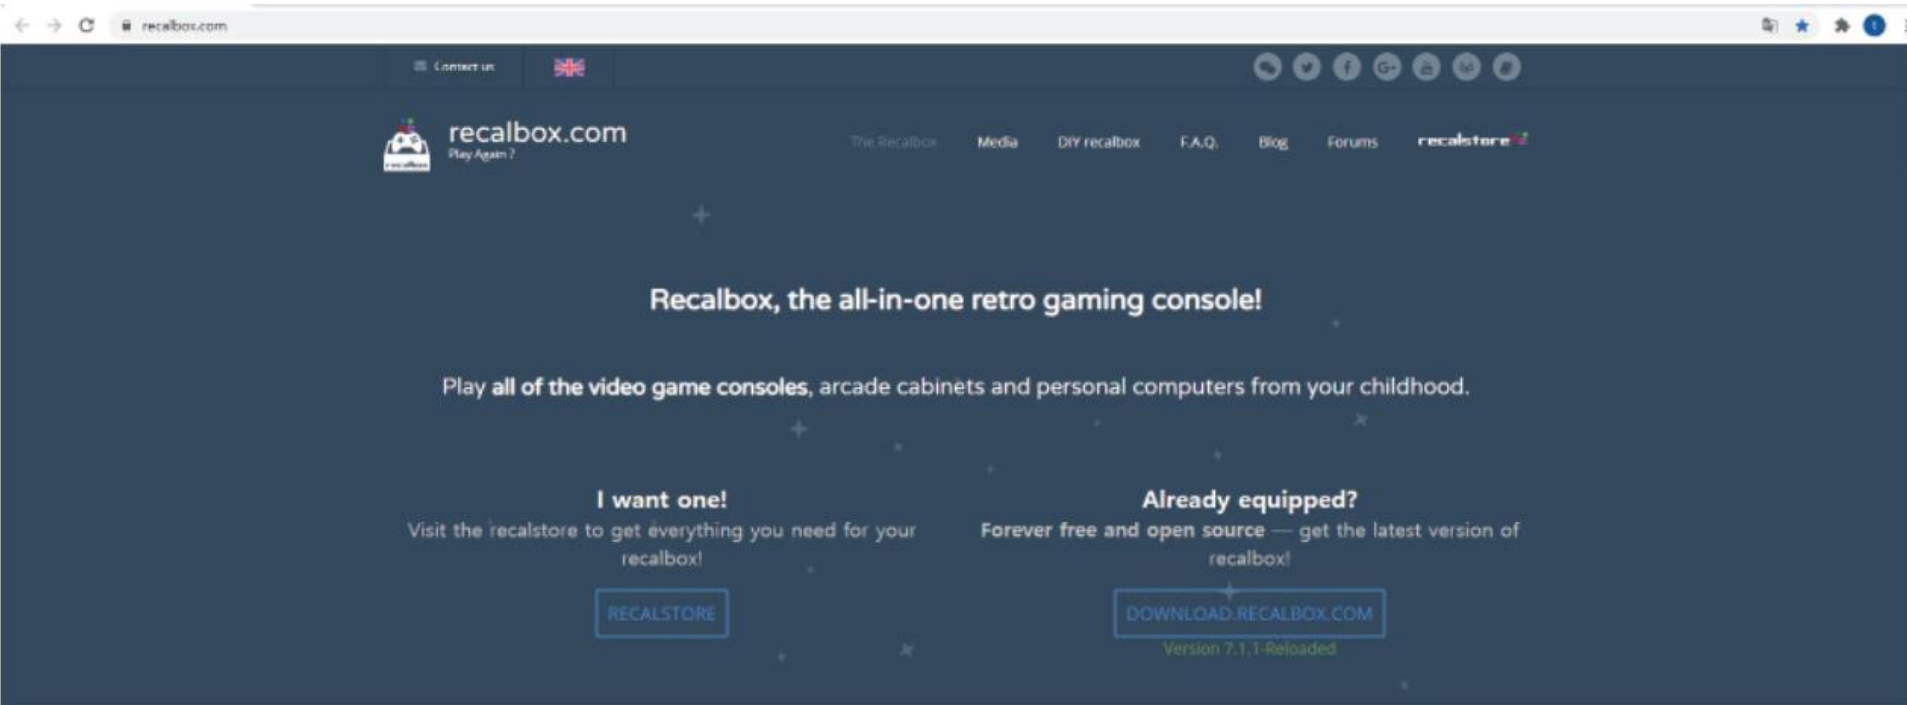 recalbox.com
Contact us
recalbox.com
Play Again ?
The Recalbox
Media
DIY recalbox
F.A.Q.
Blog
Forums
recalstore
recalbox
Recalbox, the all-in-one retro gaming console!
Play all of the video game consoles, arcade cabinets and personal computers from your childhood.
I want one!
Visit the recalstore to get everything you need for your
recalbox!
RECALSTORE
Already equipped?
Forever free and open source — get the latest version of
recalbox!
DOWNLOAD.RECALBOX.COM
Version 7.1.1-Reloaded